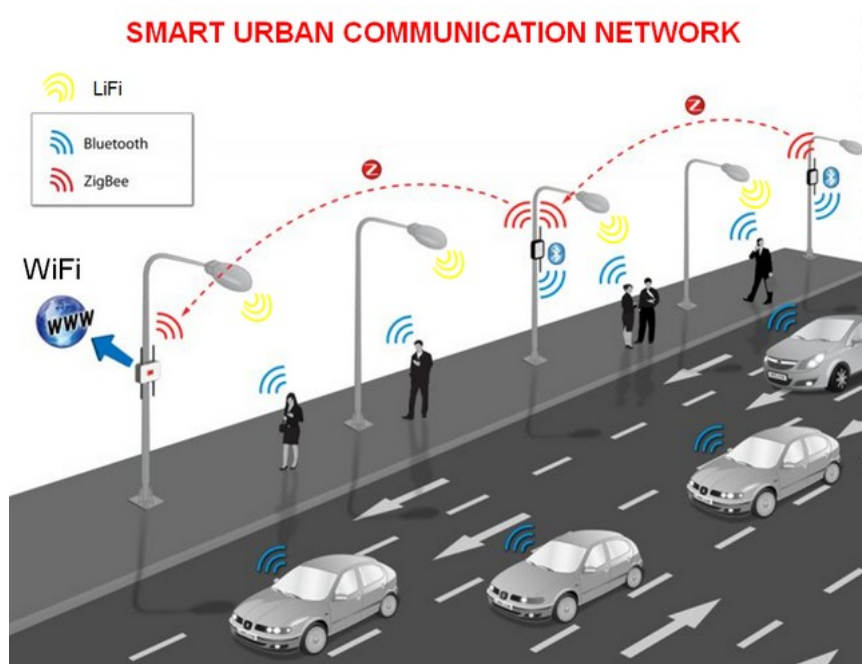 SMART URBAN COMMUNICATION NETWORK
LiFi
Bluetooth
ZigBee
Z
Z
WiFi
WWW